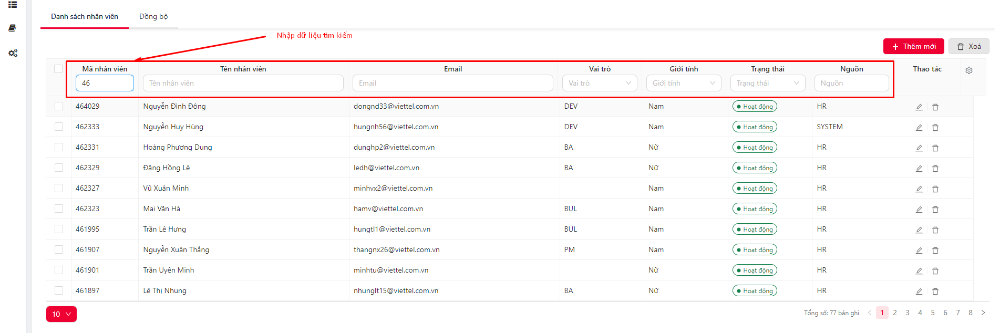 Danh sách nhân viên Đồng bộ
Nhập dữ liệu tìm kiếm
Thêm mới Xoá
Mã nhân viên Tên nhân viên Email Vai trò Giới tính Trạng thái Nguồn Thao tác
46 Tên nhân viên Email Vai trò Giới tính Trạng thái Nguồn
464029 Nguyễn Đình Đông dongnd33@viettel.com.vn DEV Nam Hoạt động HR
462333 Nguyễn Huy Hùng hungnh56@viettel.com.vn DEV Nam Hoạt động SYSTEM
462331 Hoàng Phương Dung dunghp2@viettel.com.vn BA Nữ Hoạt động HR
462329 Đặng Hồng Lê ledh@viettel.com.vn BA Nữ Hoạt động HR
462327 Vũ Xuân Minh minhvx2@viettel.com.vn Nam Hoạt động HR
462323 Mai Văn Hà hamv@viettel.com.vn BUL Nam Hoạt động HR
461995 Trần Lê Hưng hungtl1@viettel.com.vn BUL Nam Hoạt động HR
461907 Nguyễn Xuân Thắng thangnx26@viettel.com.vn PM Nam Hoạt động HR
461901 Trần Uyên Minh minhtu@viettel.com.vn Nữ Hoạt động HR
461897 Lê Thị Nhung nhunglt15@viettel.com.vn BA Nữ Hoạt động HR
10 Tổng số: 77 bản ghi < 1 2 3 4 5 6 7 8 >